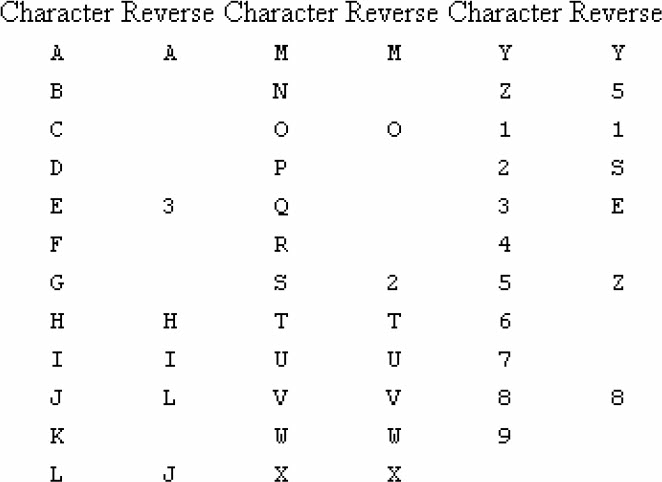 Character Reverse Character Reverse Character Reverse
A A M M Y Y
B N Z 5
C O O 1 1
D P 2 S
E 3 Q 3 E
F R 4
G S 2 5 Z
H H T T 6
I I U U 7
J L V V 8 8
K W W 9
L J X X